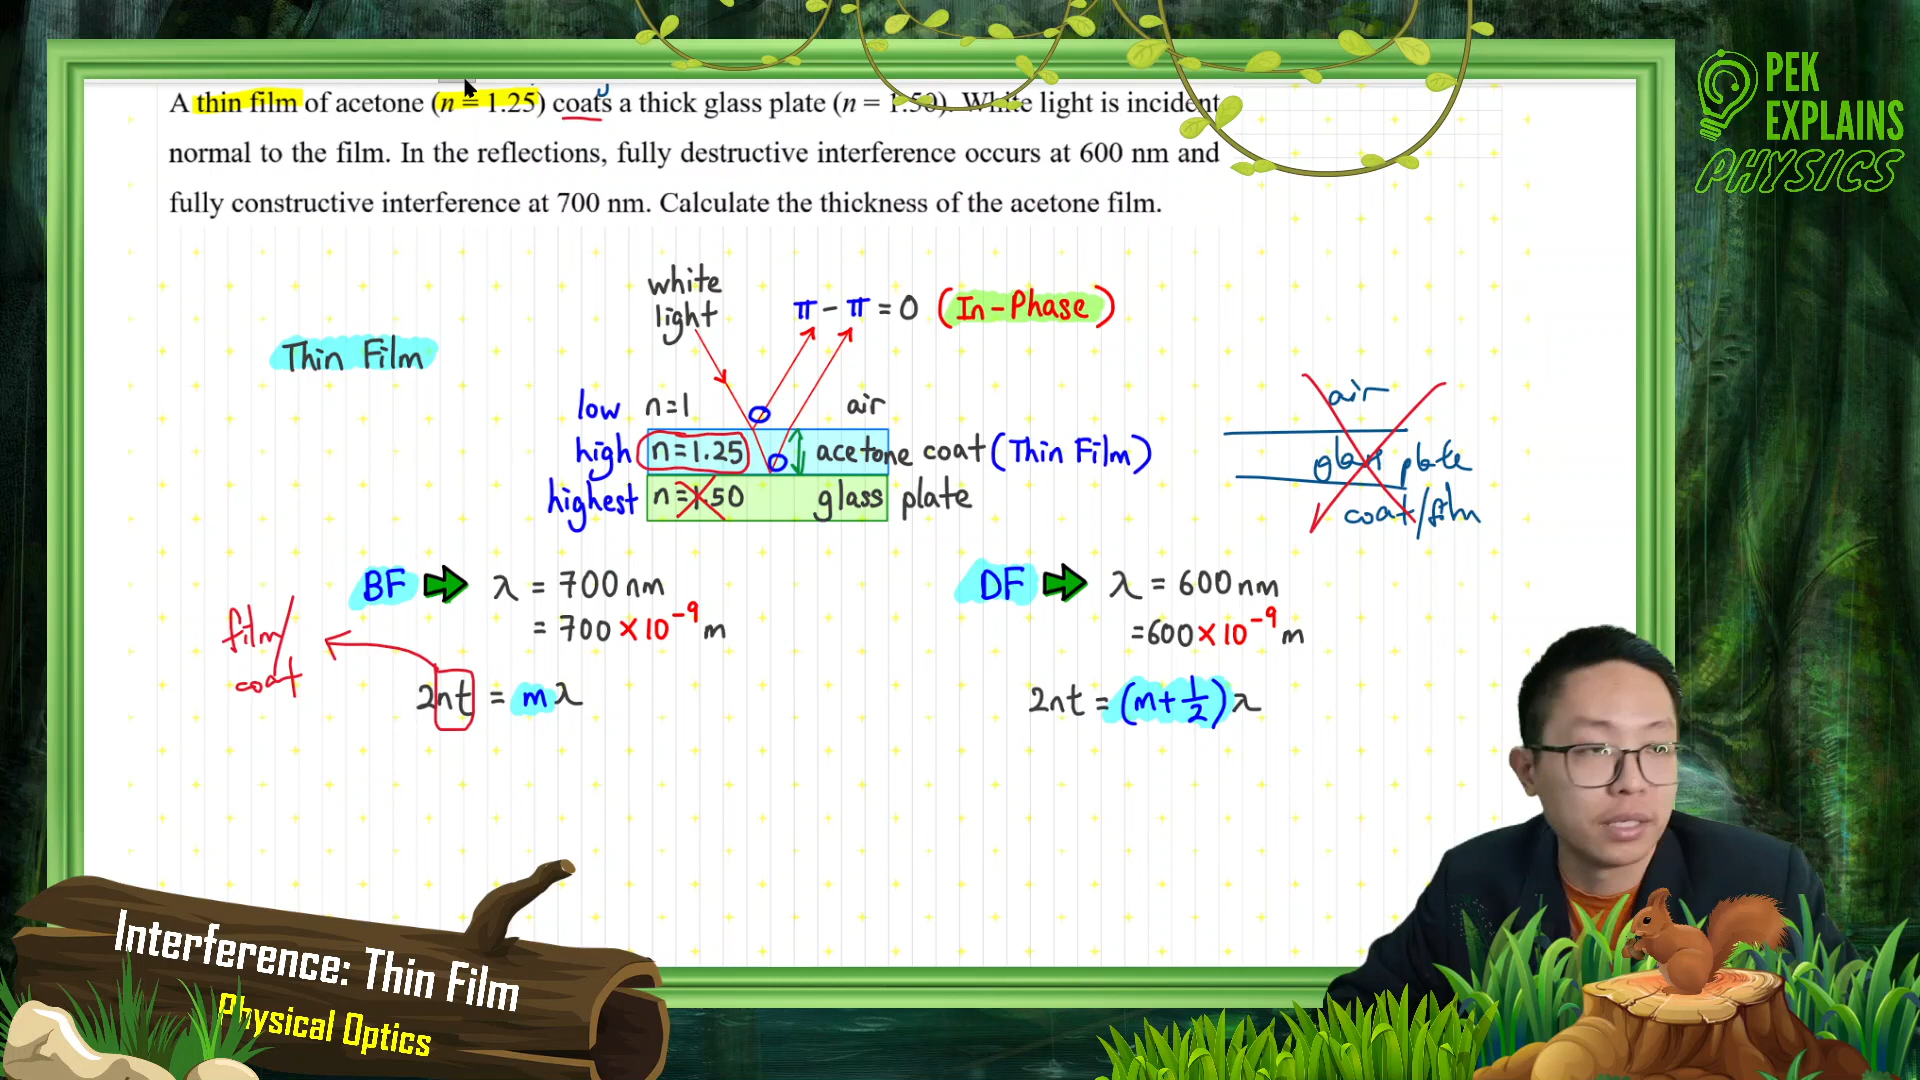 A thin film of acetone (n = 1.25) coats a thick glass plate (n = 1.50). White light is incident
normal to the film. In the reflections, fully destructive interference occurs at 600 nm and
fully constructive interference at 700 nm. Calculate the thickness of the acetone film.
PEK
EXPLAINS
PHYSICS
white
light
π - π = 0 (In-Phase)
Thin Film
low n=1 air
high n=1.25 acetone coat (Thin Film)
highest n=1.50 glass plate
air
glass plate
coat/film
BF λ = 700 nm
= 700 × 10⁻⁹ m
film/
coat
2nt = mλ
DF λ = 600 nm
=600 × 10⁻⁹ m
2nt = (m+½)λ
Interference: Thin Film
Physical Optics